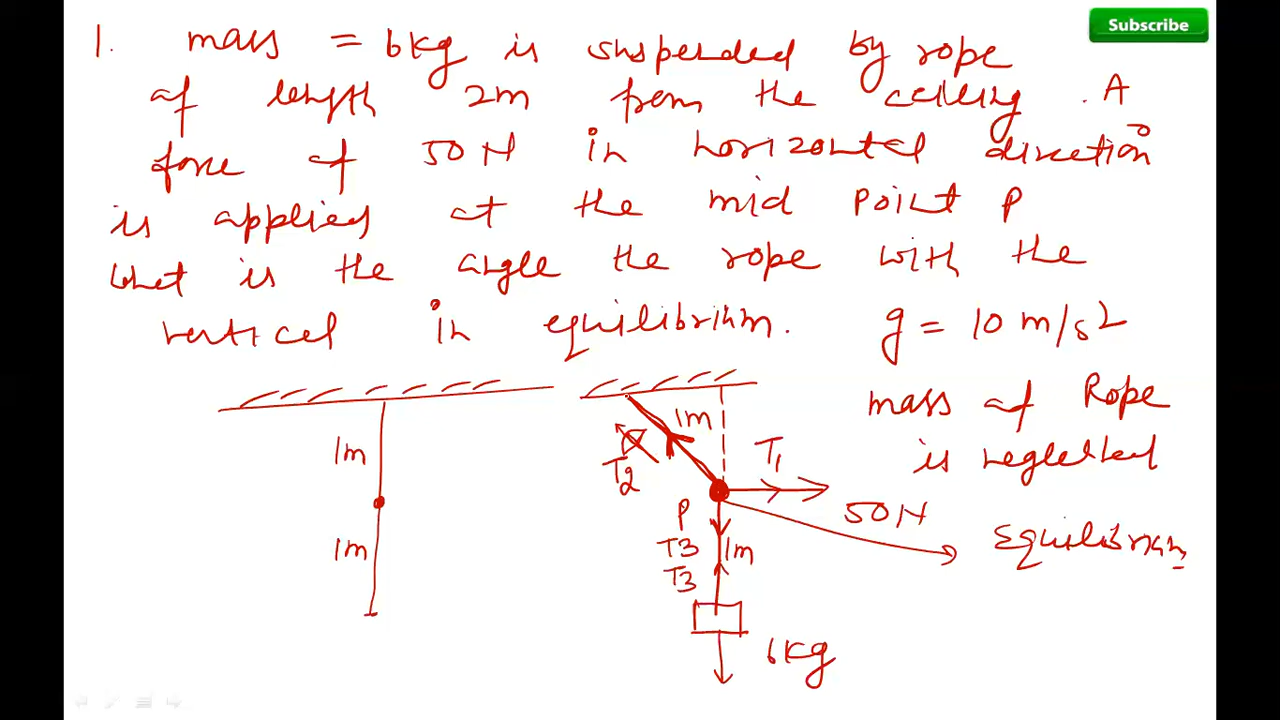 Subscribe
1. mass = 6kg is suspended by rope
of length 2m from the ceiling. A
force of 50N in horizontal direction
is applied at the mid point P
what is the angle the rope with the
vertical in equilibrium. g = 10 m/s2
mass of Rope
is neglected
1m
1m
1m
T2
T1
50N
P
T3
T3
1m
Equilibrium
6kg